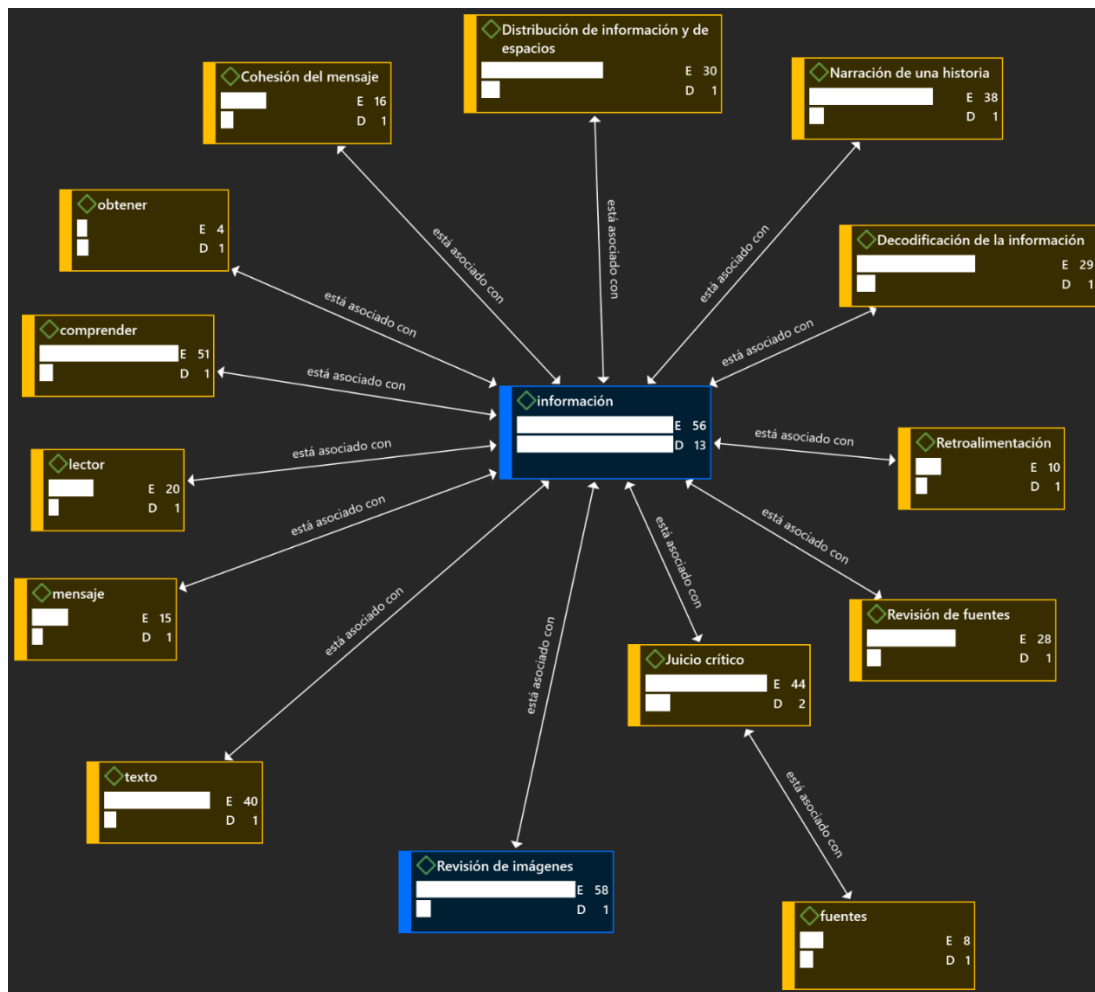 Distribución de información y de
espacios
E 30
D 1
Cohesión del mensaje
E 16
D 1
Narración de una historia
E 38
D 1
obtener
E 4
D 1
Decodificación de la información
E 29
D 1
está asociado con
está asociado con
está asociado con
está asociado con
está asociado con
comprender
E 51
D 1
está asociado con
información
E 56
D 13
está asociado con
Retroalimentación
E 10
D 1
lector
E 20
D 1
está asociado con
está asociado con
está asociado con
mensaje
E 15
D 1
está asociado con
está asociado con
está asociado con
Revisión de fuentes
E 28
D 1
Juicio crítico
E 44
D 2
texto
E 40
D 1
está asociado con
Revisión de imágenes
E 58
D 1
fuentes
E 8
D 1